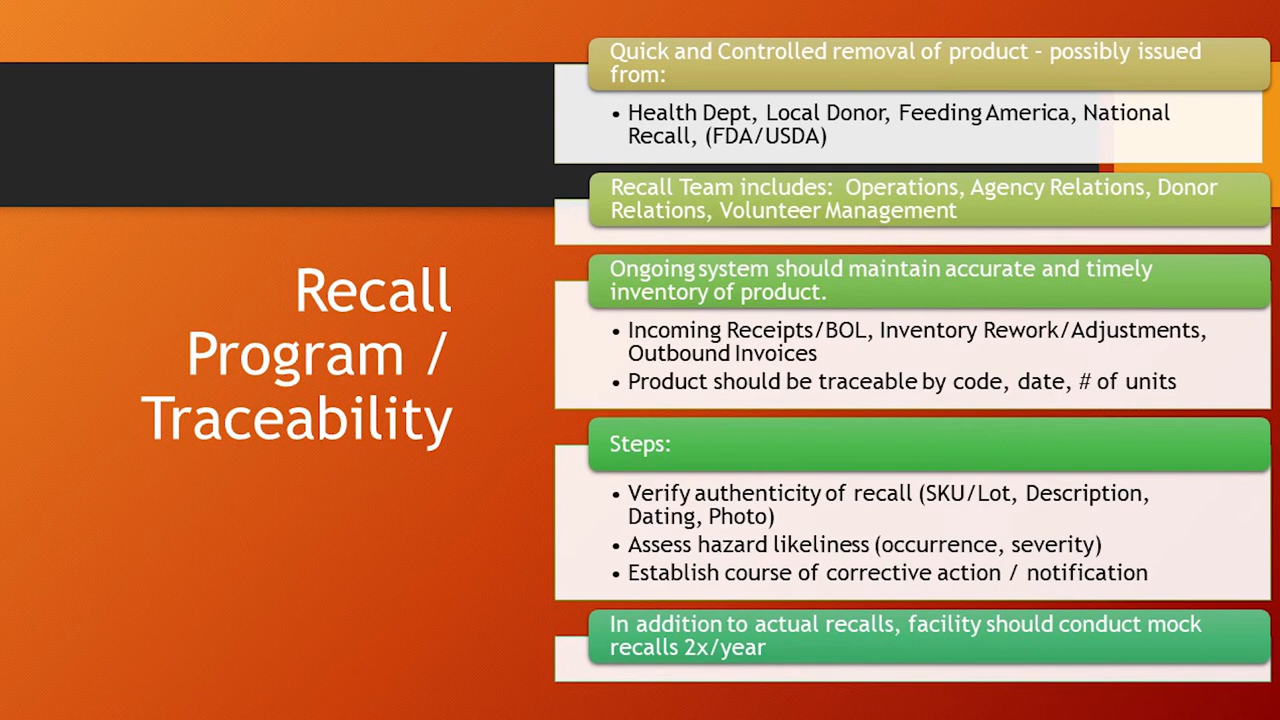 Recall
Program /
Traceability
Quick and Controlled removal of product - possibly issued
from:
• Health Dept, Local Donor, Feeding America, National
Recall, (FDA/USDA)
Recall Team includes: Operations, Agency Relations, Donor
Relations, Volunteer Management
Ongoing system should maintain accurate and timely
inventory of product.
• Incoming Receipts/BOL, Inventory Rework/Adjustments,
Outbound Invoices
• Product should be traceable by code, date, # of units
Steps:
• Verify authenticity of recall (SKU/Lot, Description,
Dating, Photo)
• Assess hazard likeliness (occurrence, severity)
• Establish course of corrective action / notification
In addition to actual recalls, facility should conduct mock
recalls 2x/year